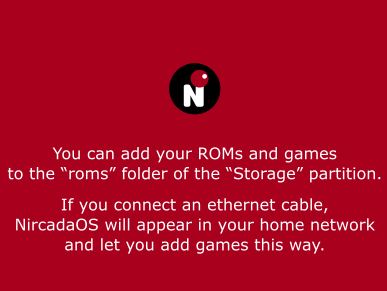 N
You can add your ROMs and games
to the “roms” folder of the “Storage” partition.
If you connect an ethernet cable,
NircadaOS will appear in your home network
and let you add games this way.